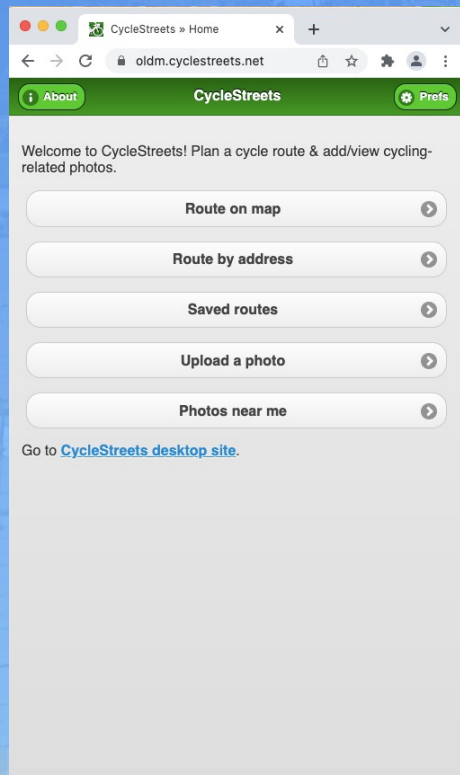 CycleStreets » Home
oldm.cyclestreets.net
About
CycleStreets
Prefs
Welcome to CycleStreets! Plan a cycle route & add/view cycling-
related photos.
Route on map
Route by address
Saved routes
Upload a photo
Photos near me
Go to CycleStreets desktop site.